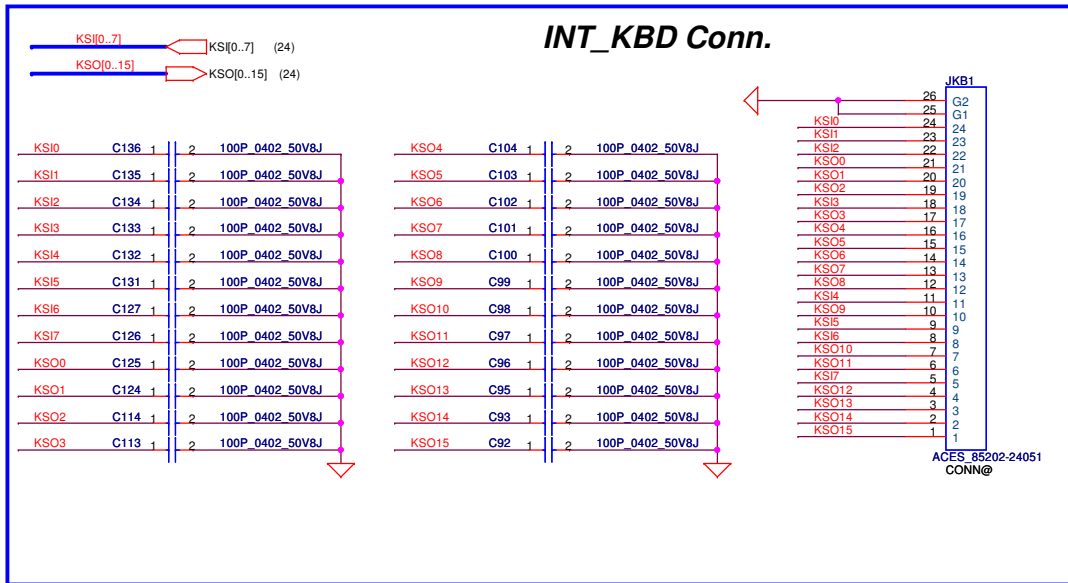 INT_KBD Conn.
KSI[0..7] KSI[0..7] (24)
KSO[0..15] KSO[0..15] (24)
KSI0 C136 1 2 100P_0402_50V8J
KSI1 C135 1 2 100P_0402_50V8J
KSI2 C134 1 2 100P_0402_50V8J
KSI3 C133 1 2 100P_0402_50V8J
KSI4 C132 1 2 100P_0402_50V8J
KSI5 C131 1 2 100P_0402_50V8J
KSI6 C127 1 2 100P_0402_50V8J
KSI7 C126 1 2 100P_0402_50V8J
KSO0 C125 1 2 100P_0402_50V8J
KSO1 C124 1 2 100P_0402_50V8J
KSO2 C114 1 2 100P_0402_50V8J
KSO3 C113 1 2 100P_0402_50V8J
KSO4 C104 1 2 100P_0402_50V8J
KSO5 C103 1 2 100P_0402_50V8J
KSO6 C102 1 2 100P_0402_50V8J
KSO7 C101 1 2 100P_0402_50V8J
KSO8 C100 1 2 100P_0402_50V8J
KSO9 C99 1 2 100P_0402_50V8J
KSO10 C98 1 2 100P_0402_50V8J
KSO11 C97 1 2 100P_0402_50V8J
KSO12 C96 1 2 100P_0402_50V8J
KSO13 C95 1 2 100P_0402_50V8J
KSO14 C93 1 2 100P_0402_50V8J
KSO15 C92 1 2 100P_0402_50V8J
JKB1
26 G2
25 G1
KSI0 24 24
KSI1 23 23
KSI2 22 22
KSO0 21 21
KSO1 20 20
KSO2 19 19
KSI3 18 18
KSO3 17 17
KSO4 16 16
KSO5 15 15
KSO6 14 14
KSO7 13 13
KSO8 12 12
KSI4 11 11
KSO9 10 10
KSI5 9 9
KSI6 8 8
KSO10 7 7
KSO11 6 6
KSI7 5 5
KSO12 4 4
KSO13 3 3
KSO14 2 2
KSO15 1 1
ACES_85202-24051
CONN@